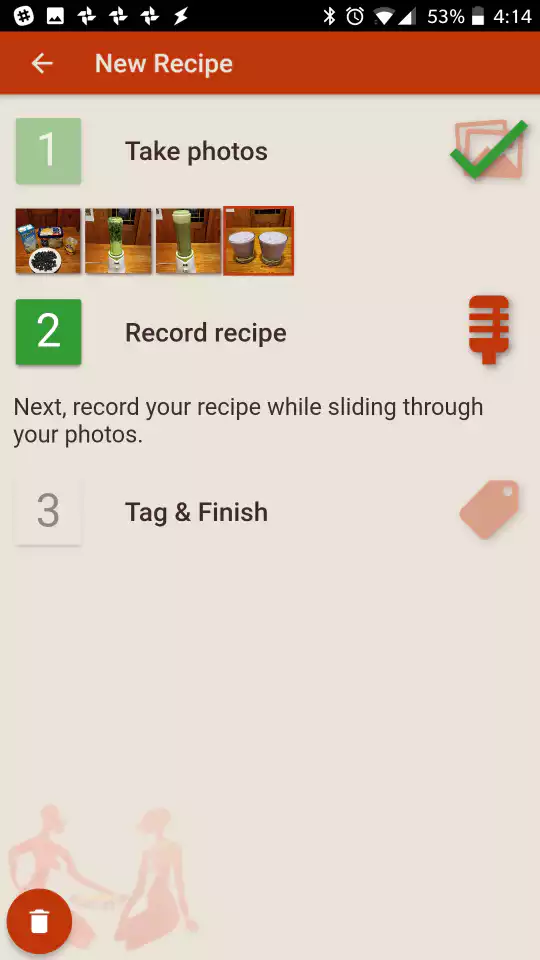 53% 4:14
New Recipe
1 Take photos
2 Record recipe
Next, record your recipe while sliding through
your photos.
3 Tag & Finish